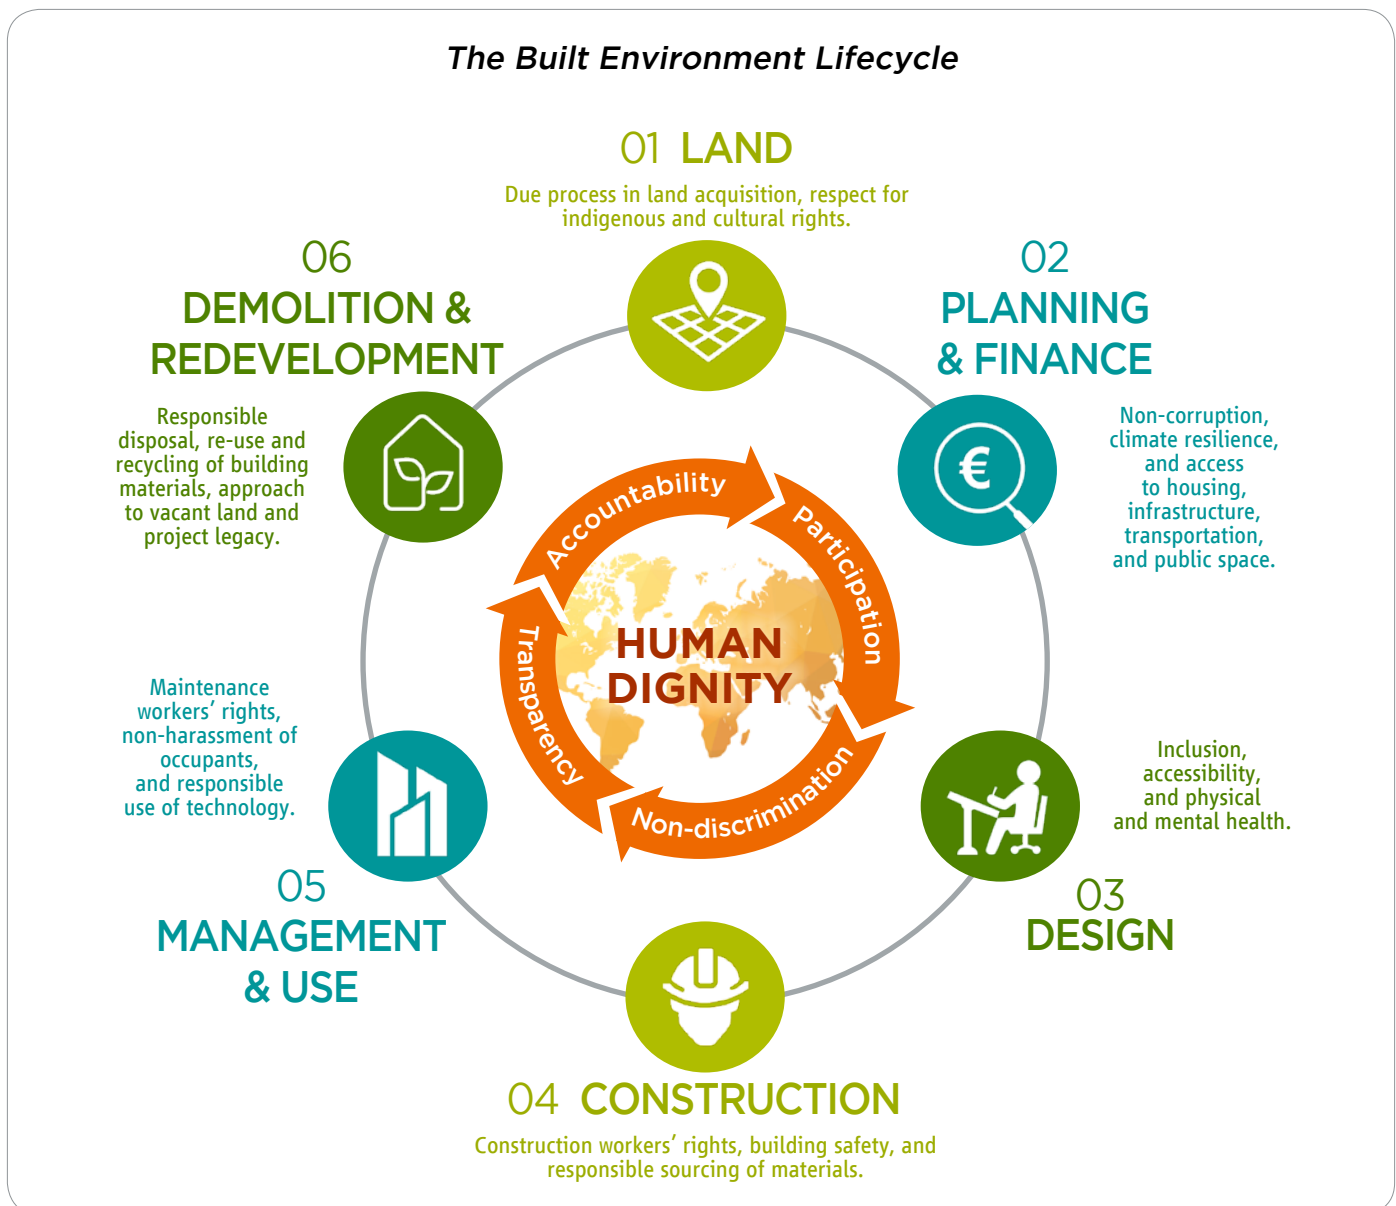 The Built Environment Lifecycle
01 LAND
Due process in land acquisition, respect for
indigenous and cultural rights.
02
PLANNING
& FINANCE
Non-corruption,
climate resilience,
and access
to housing,
infrastructure,
transportation,
and public space.
€
Inclusion,
accessibility,
and physical
and mental health.
03
DESIGN
04 CONSTRUCTION
Construction workers’ rights, building safety, and
responsible sourcing of materials.
Maintenance
workers’ rights,
non-harassment of
occupants,
and responsible
use of technology.
05
MANAGEMENT
& USE
06
DEMOLITION &
REDEVELOPMENT
Responsible
disposal, re-use and
recycling of building
materials, approach
to vacant land and
project legacy.
Accountability
Participation
Non-discrimination
Transparency
HUMAN
DIGNITY